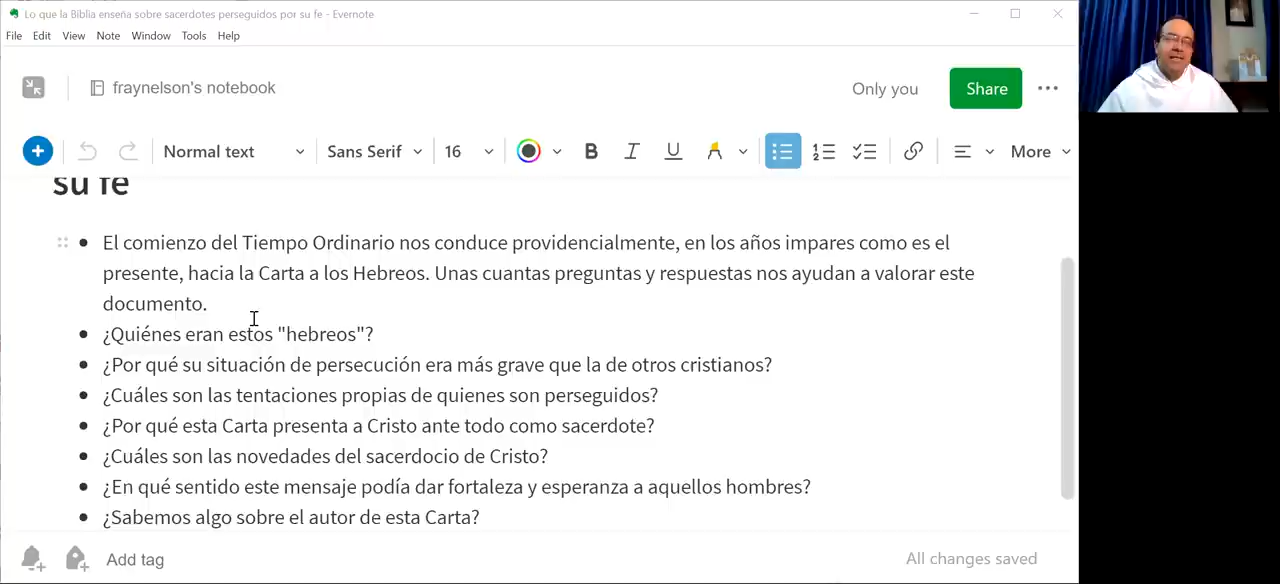 Lo que la Biblia enseña sobre sacerdotes perseguidos por su fe - Evernote
File Edit View Note Window Tools Help
fraynelson's notebook
Only you
Share
Normal text
Sans Serif
16
B I U
More
su fe
El comienzo del Tiempo Ordinario nos conduce providencialmente, en los años impares como es el
presente, hacia la Carta a los Hebreos. Unas cuantas preguntas y respuestas nos ayudan a valorar este
documento.
¿Quiénes eran estos "hebreos"?
¿Por qué su situación de persecución era más grave que la de otros cristianos?
¿Cuáles son las tentaciones propias de quienes son perseguidos?
¿Por qué esta Carta presenta a Cristo ante todo como sacerdote?
¿Cuáles son las novedades del sacerdocio de Cristo?
¿En qué sentido este mensaje podía dar fortaleza y esperanza a aquellos hombres?
¿Sabemos algo sobre el autor de esta Carta?
Add tag
All changes saved